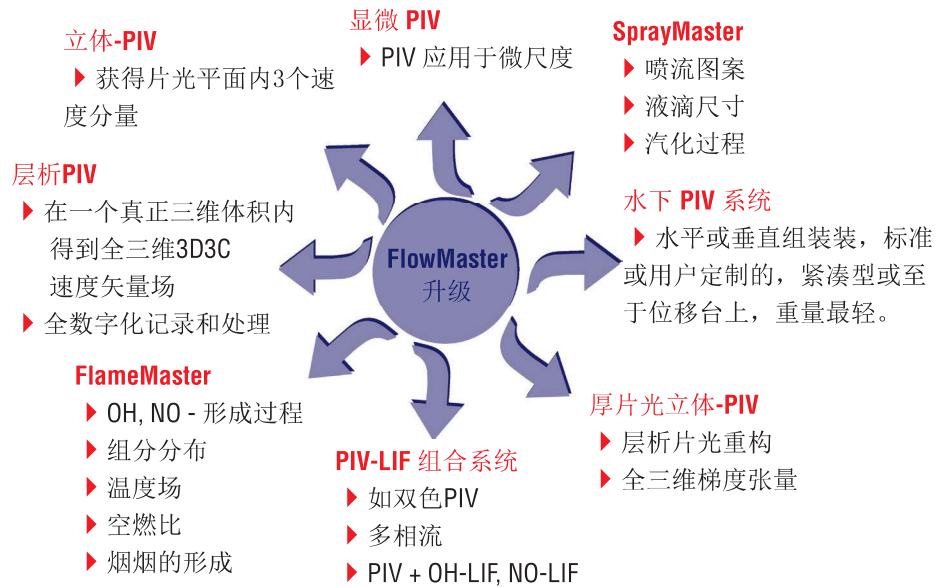 立体-PIV
获得片光平面内3个速
度分量
显微 PIV
PIV 应用于微尺度
SprayMaster
喷流图案
液滴尺寸
汽化过程
层析PIV
在一个真正三维体积内
得到全三维3D3C
速度矢量场
全数字化记录和处理
FlowMaster
升级
水下 PIV 系统
水平或垂直组装装，标准
或用户定制的，紧凑型或至
于位移台上，重量最轻。
FlameMaster
OH, NO - 形成过程
组分分布
温度场
空燃比
烟烟的形成
PIV-LIF 组合系统
如双色PIV
多相流
PIV + OH-LIF, NO-LIF
厚片光立体-PIV
层析片光重构
全三维梯度张量